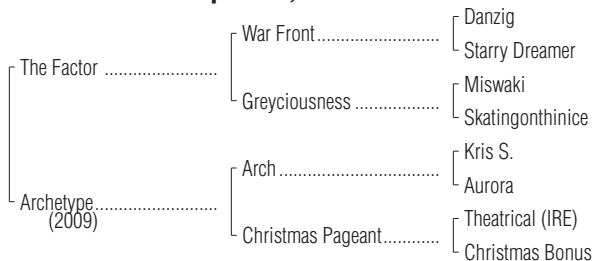 Danzig
War Front
Starry Dreamer
The Factor
Miswaki
Greyciousness
Skatingonthinice
Kris S.
Arch
Aurora
Archetype
(2009)
Theatrical (IRE)
Christmas Pageant
Christmas Bonus